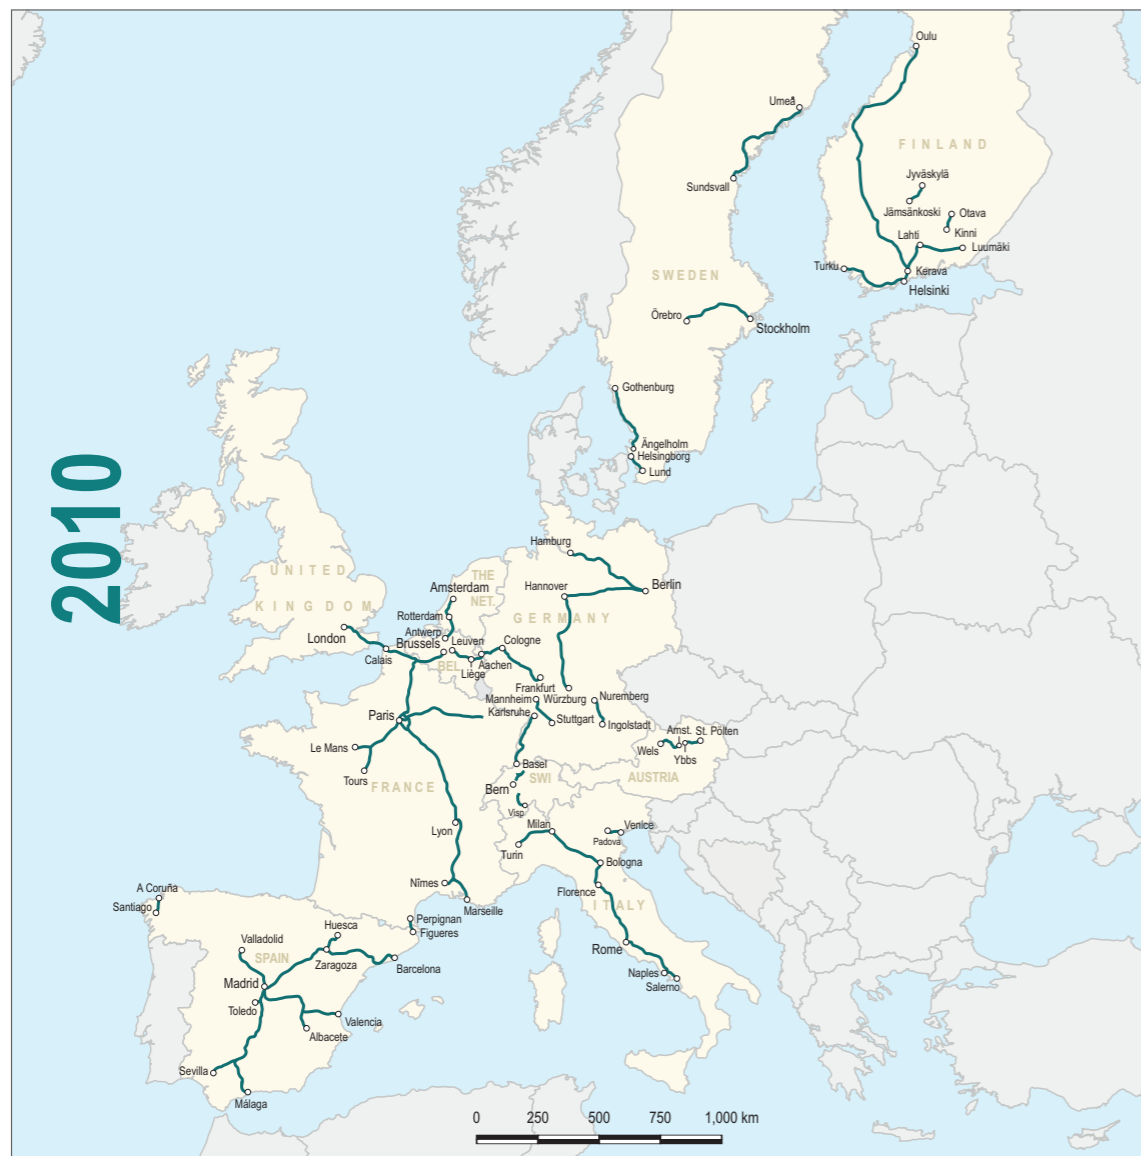 2010
Oulu
Umeå
FINLAND
Jyväskylä
Sundsvall
Jämsänkoski
Otava
Kinni
Lahti
Luumäki
Turku
Kerava
Helsinki
SWEDEN
Örebro
Stockholm
Gothenburg
Ängelholm
Helsingborg
Lund
Hamburg
UNITED
KINGDOM
THE
NET.
Amsterdam
Hannover
Berlin
Rotterdam
GERMANY
London
Antwerp
Brussels
Leuven
Cologne
Calais
BEL
Aachen
Liège
Frankfurt
Mannheim
Würzburg
Nuremberg
Karlsruhe
Paris
Stuttgart
Ingolstadt
Le Mans
Amst.
St. Pölten
Wels
Ybbs
Tours
Basel
FRANCE
Bern
SWI
AUSTRIA
Visp
Lyon
Milan
Venice
Padova
Turin
Bologna
Nîmes
Florence
A Coruña
Santiago
Marseille
ITALY
Perpignan
Figueres
Huesca
Valladolid
SPAIN
Zaragoza
Barcelona
Rome
Madrid
Naples
Salerno
Toledo
Valencia
Albacete
Sevilla
Málaga
0 250 500 750 1,000 km